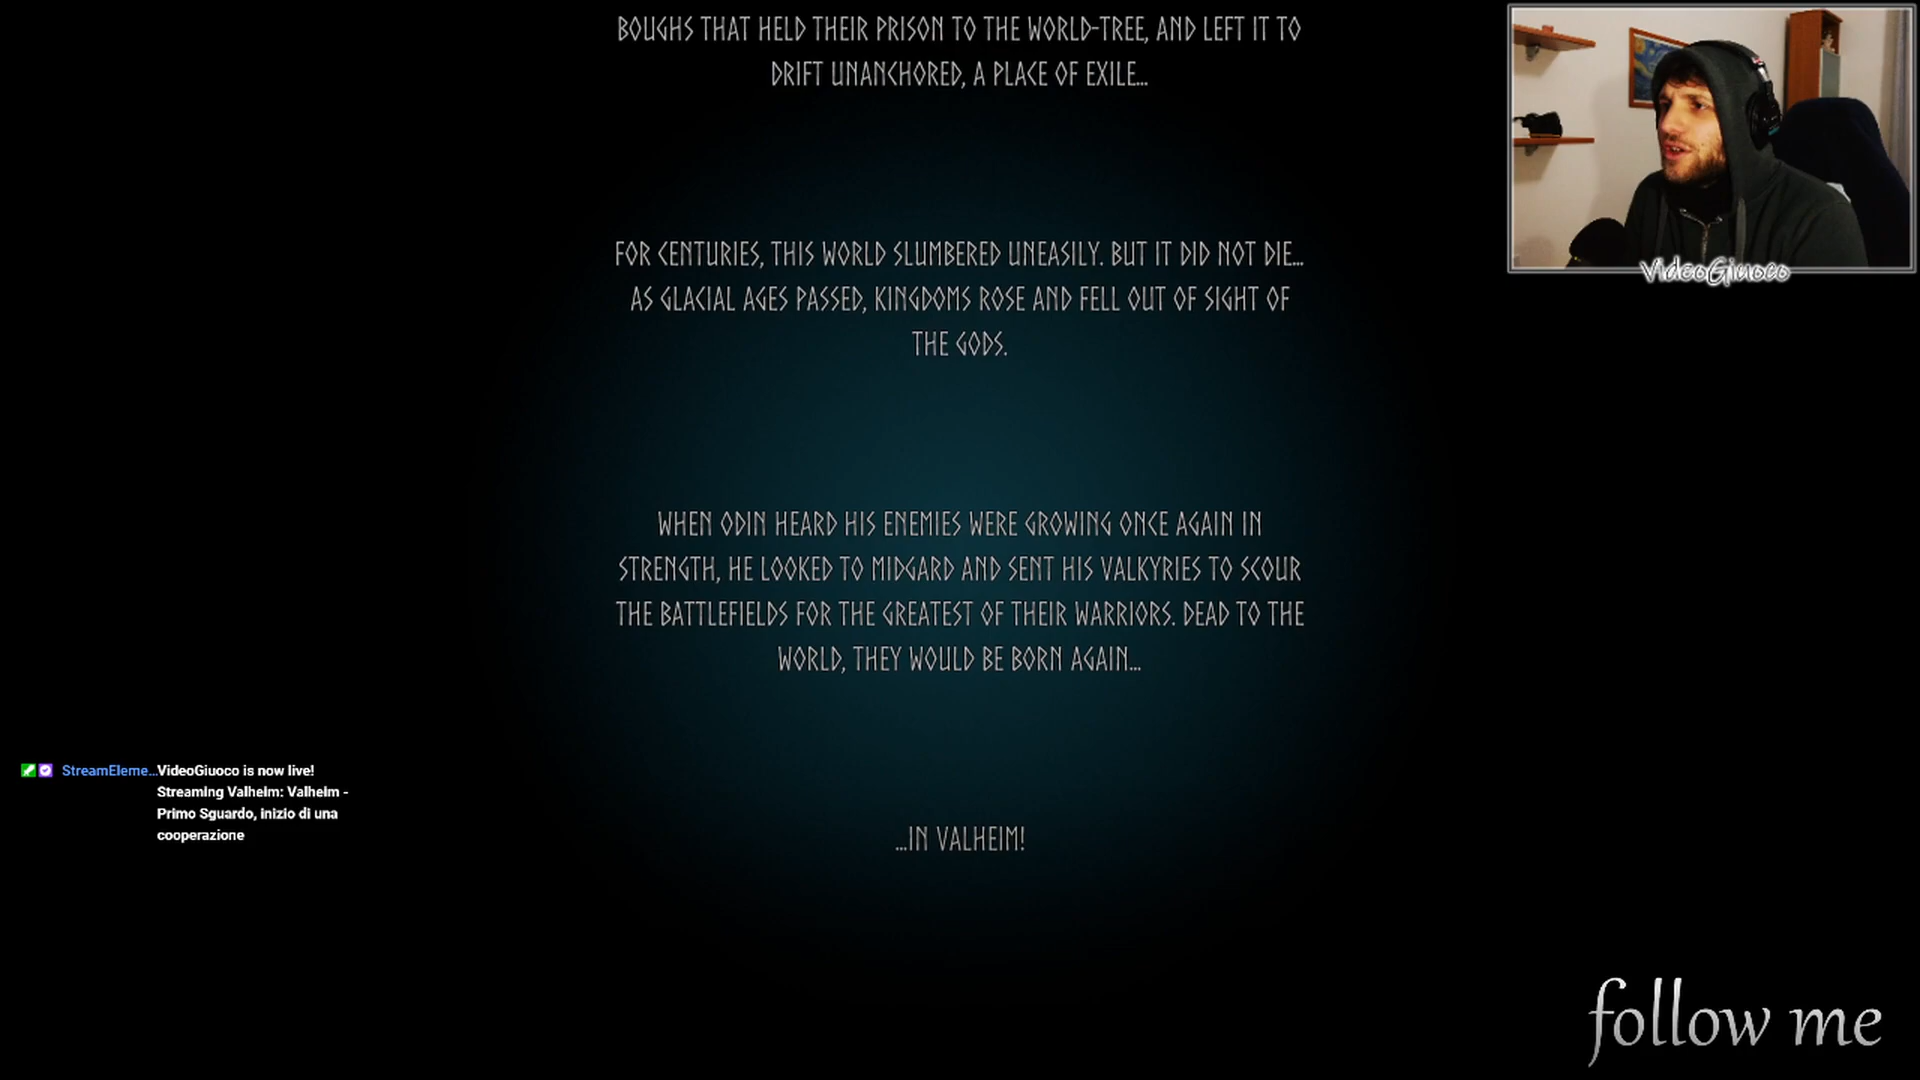 BOUGHS THAT HELD THEIR PRISON TO THE WORLD-TREE, AND LEFT IT TO
DRIFT UNANCHORED, A PLACE OF EXILE...
FOR CENTURIES, THIS WORLD SLUMBERED UNEASILY. BUT IT DID NOT DIE...
AS GLACIAL AGES PASSED, KINGDOMS ROSE AND FELL OUT OF SIGHT OF
THE GODS.
WHEN ODIN HEARD HIS ENEMIES WERE GROWING ONCE AGAIN IN
STRENGTH, HE LOOKED TO MIDGARD AND SENT HIS VALKYRIES TO SCOUR
THE BATTLEFIELDS FOR THE GREATEST OF THEIR WARRIORS. DEAD TO THE
WORLD, THEY WOULD BE BORN AGAIN...
...IN VALHEIM!
VideoGiuoco
StreamEleme...VideoGiuoco is now live!
Streaming Valheim: Valheim -
Primo Sguardo, inizio di una
cooperazione
follow me